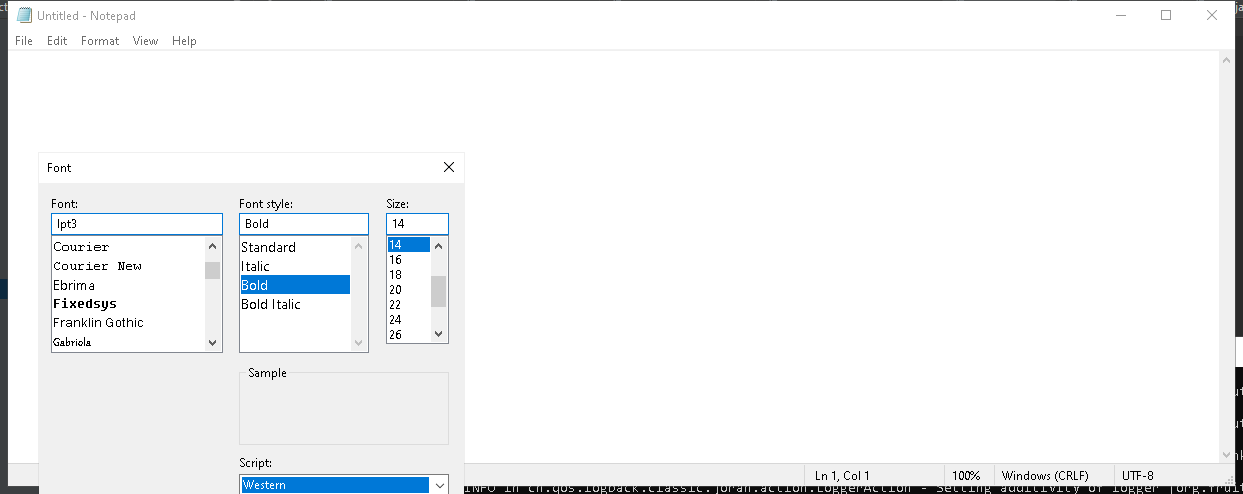 Untitled - Notepad
File Edit Format View Help
Font
Font: Font style: Size:
lpt3 Bold 14
Courier Standard 14
Courier New Italic 16
Ebrima Bold 18
Fixedsys Bold Italic 20
Franklin Gothic 22
Gabriola 24
26
Sample
Script:
Western
Ln 1, Col 1 100% Windows (CRLF) UTF-8
INFO in ch.qos.logback.classic.joran.action.LoggerAction - Setting additivity of logger